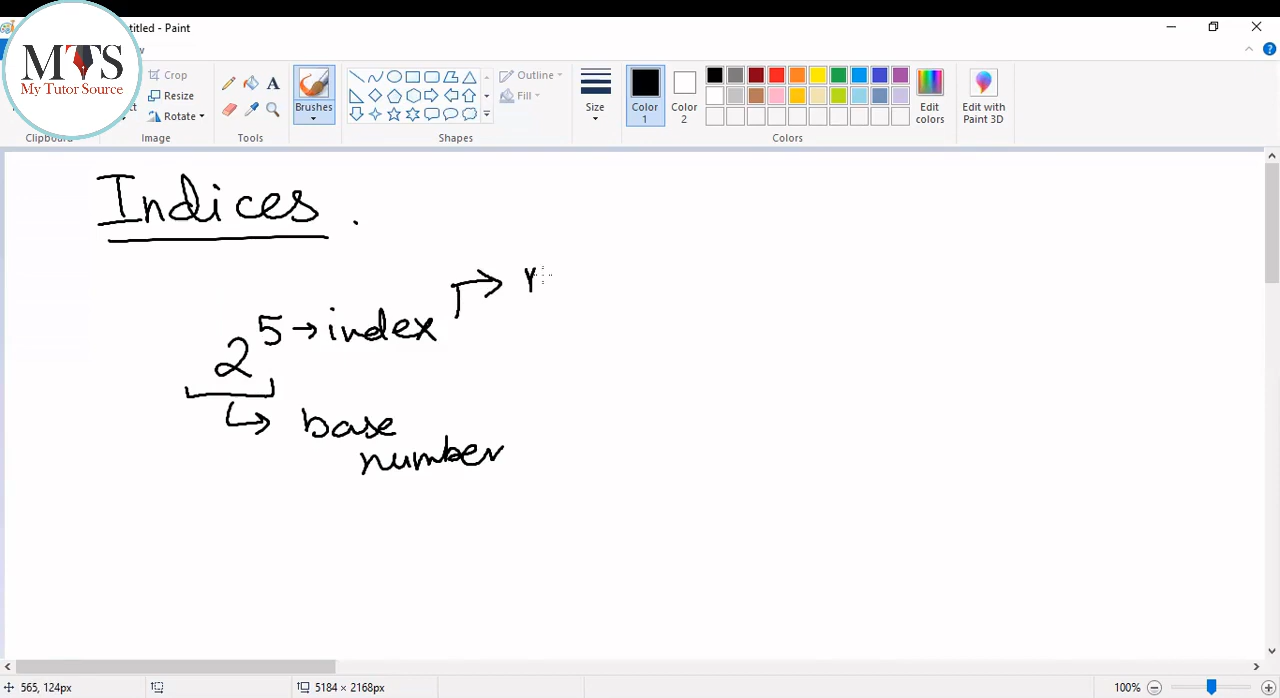 MTS
My Tutor Source
Untitled - Paint
Crop
Resize
Rotate
Clipboard
Image
Tools
Brushes
Outline
Fill
Shapes
Size
Color 1
Color 2
Edit colors
Colors
Edit with Paint 3D
Indices.
2^5 → index
base
number
565, 124px
5184 × 2168px
100%